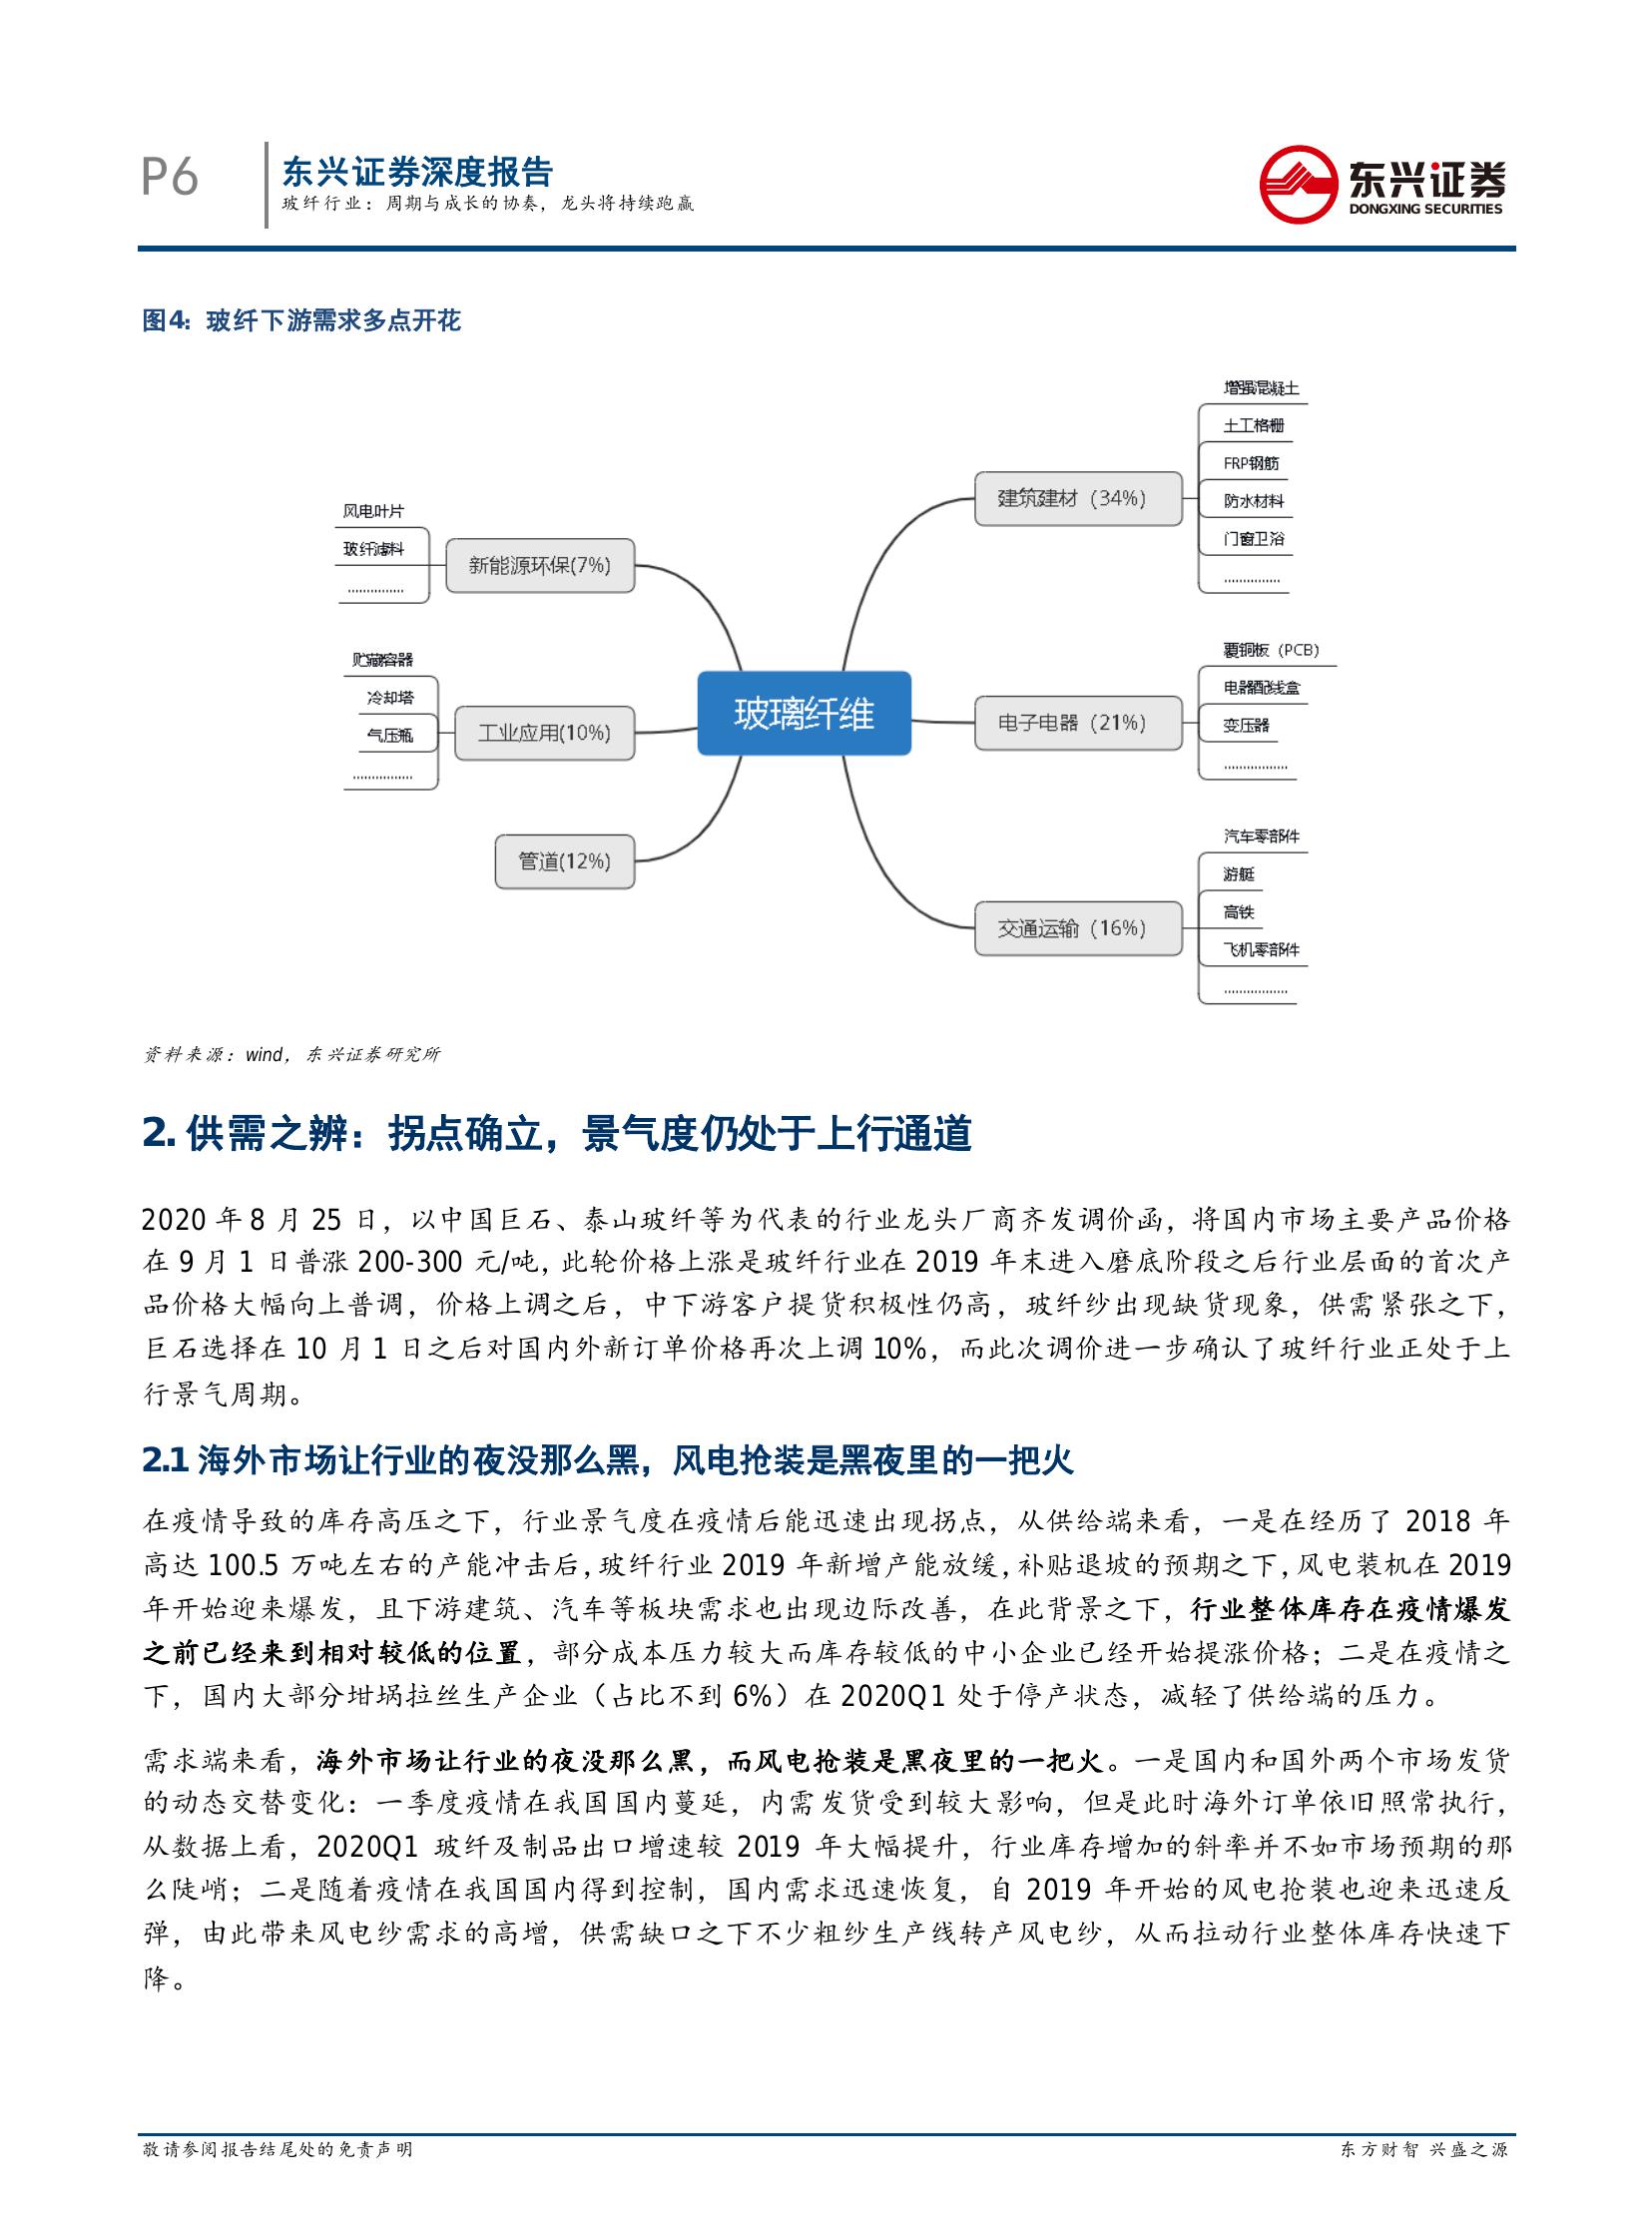 P6
东兴证券深度报告
玻纤行业：周期与成长的协奏，龙头将持续跑赢
东兴证券
DONGXING SECURITIES
图4：玻纤下游需求多点开花
风电叶片
玻纤滤料
...............
新能源环保(7%)
贮藏容器
冷却塔
气压瓶
................
工业应用(10%)
管道(12%)
玻璃纤维
建筑建材（34%）
增强混凝土
土工格栅
FRP钢筋
防水材料
门窗卫浴
...............
电子电器（21%）
覆铜板（PCB）
电器配线盒
变压器
.................
交通运输（16%）
汽车零部件
游艇
高铁
飞机零部件
.................
资料来源：wind，东兴证券研究所
2. 供需之辨：拐点确立，景气度仍处于上行通道
2020 年 8 月 25 日，以中国巨石、泰山玻纤等为代表的行业龙头厂商齐发调价函，将国内市场主要产品价格
在 9 月 1 日普涨 200-300 元/吨，此轮价格上涨是玻纤行业在 2019 年末进入磨底阶段之后行业层面的首次产
品价格大幅向上普调，价格上调之后，中下游客户提货积极性仍高，玻纤纱出现缺货现象，供需紧张之下，
巨石选择在 10 月 1 日之后对国内外新订单价格再次上调 10%，而此次调价进一步确认了玻纤行业正处于上
行景气周期。
2.1 海外市场让行业的夜没那么黑，风电抢装是黑夜里的一把火
在疫情导致的库存高压之下，行业景气度在疫情后能迅速出现拐点，从供给端来看，一是在经历了 2018 年
高达 100.5 万吨左右的产能冲击后，玻纤行业 2019 年新增产能放缓，补贴退坡的预期之下，风电装机在 2019
年开始迎来爆发，且下游建筑、汽车等板块需求也出现边际改善，在此背景之下，行业整体库存在疫情爆发
之前已经来到相对较低的位置，部分成本压力较大而库存较低的中小企业已经开始提涨价格；二是在疫情之
下，国内大部分坩埚拉丝生产企业（占比不到 6%）在 2020Q1 处于停产状态，减轻了供给端的压力。
需求端来看，海外市场让行业的夜没那么黑，而风电抢装是黑夜里的一把火。一是国内和国外两个市场发货
的动态交替变化：一季度疫情在我国国内蔓延，内需发货受到较大影响，但是此时海外订单依旧照常执行，
从数据上看，2020Q1 玻纤及制品出口增速较 2019 年大幅提升，行业库存增加的斜率并不如市场预期的那
么陡峭；二是随着疫情在我国国内得到控制，国内需求迅速恢复，自 2019 年开始的风电抢装也迎来迅速反
弹，由此带来风电纱需求的高增，供需缺口之下不少粗纱生产线转产风电纱，从而拉动行业整体库存快速下
降。
敬请参阅报告结尾处的免责声明
东方财智 兴盛之源